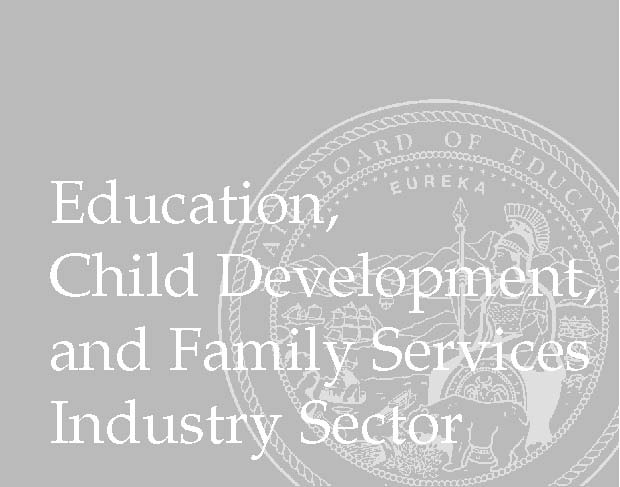 Education,
Child Development,
and Family Services
Industry Sector
BOARD OF EDUCATION
EUREKA